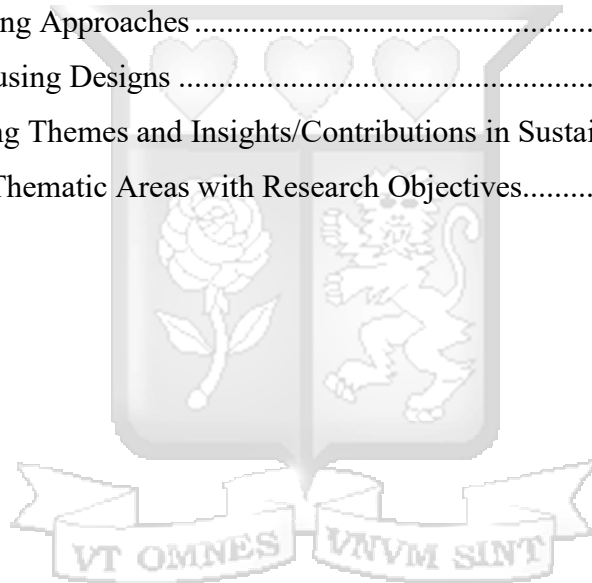 ng Approaches....................................................
using Designs .....................................................
ng Themes and Insights/Contributions in Sustai
Thematic Areas with Research Objectives.........
VT OMNES VNVM SINT